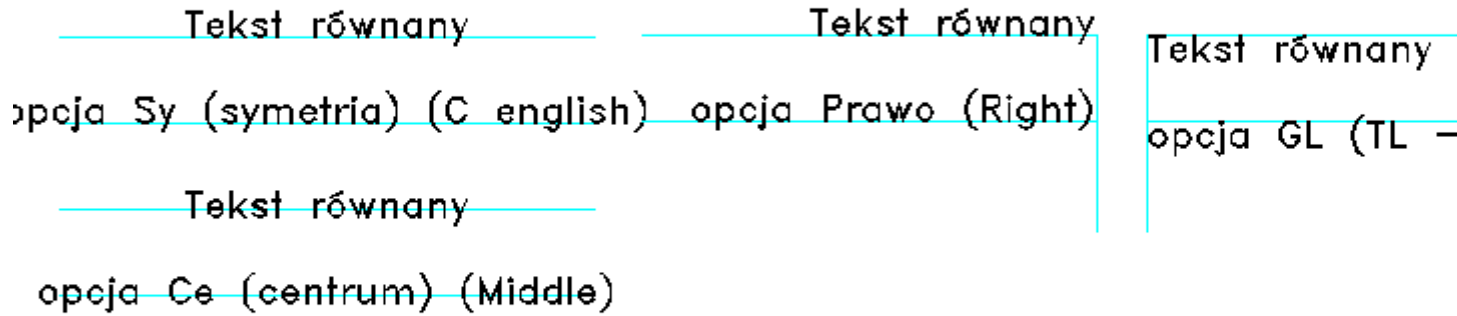 Tekst równany
opcja Sy (symetria) (C english)
Tekst równany
opcja Prawo (Right)
Tekst równany
opcja GL (TL –
Tekst równany
opcja Ce (centrum) (Middle)